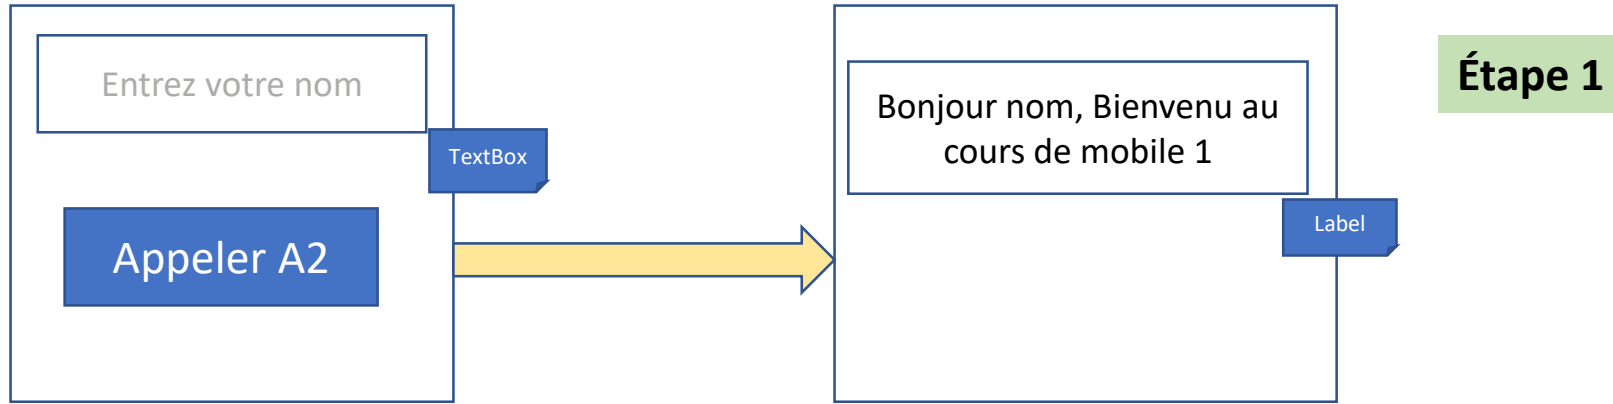 Entrez votre nom
TextBox
Appeler A2
Bonjour nom, Bienvenu au
cours de mobile 1
Label
Étape 1